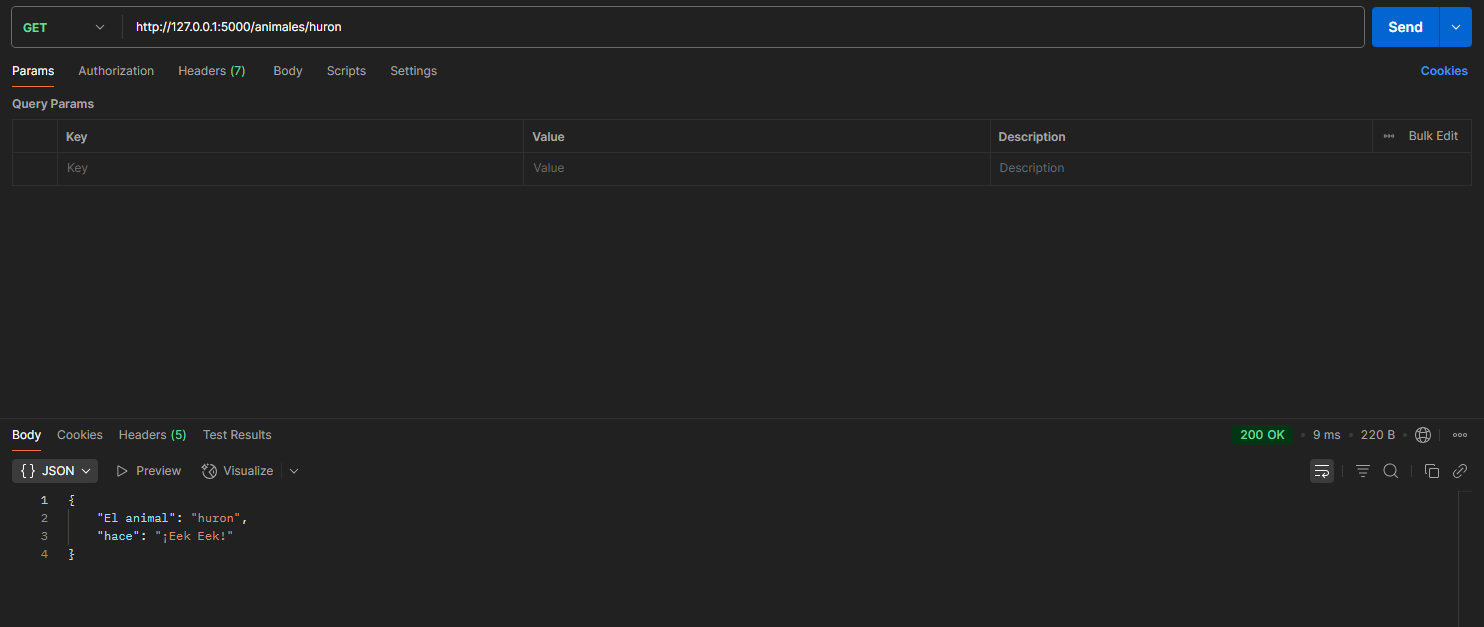 GET http://127.0.0.1:5000/animales/huron Send
Params Authorization Headers (7) Body Scripts Settings Cookies
Query Params
Key Value Description ••• Bulk Edit
Key Value Description
Body Cookies Headers (5) Test Results 200 OK • 9 ms • 220 B •
{} JSON Preview Visualize
1 {
2 "El animal": "huron",
3 "hace": "¡Eek Eek!"
4 }